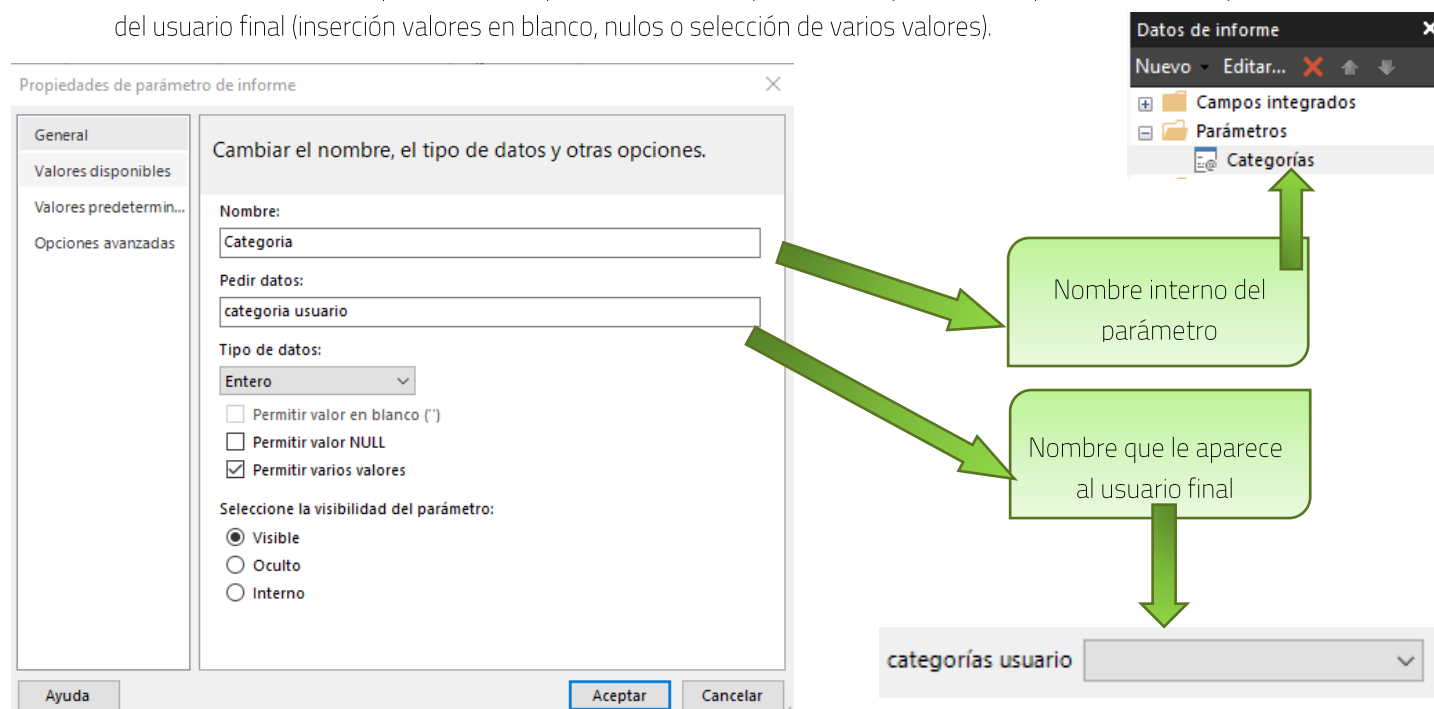 del usuario final (inserción valores en blanco, nulos o selección de varios valores).
Datos de informe
Nuevo Editar...
Campos integrados
Parámetros
Categorías
Propiedades de parámetro de informe
General
Valores disponibles
Valores predetermin...
Opciones avanzadas
Cambiar el nombre, el tipo de datos y otras opciones.
Nombre:
Categoria
Pedir datos:
categoria usuario
Tipo de datos:
Entero
Permitir valor en blanco ('')
Permitir valor NULL
Permitir varios valores
Seleccione la visibilidad del parámetro:
Visible
Oculto
Interno
Ayuda
Aceptar
Cancelar
Nombre interno del
parámetro
Nombre que le aparece
al usuario final
categorías usuario